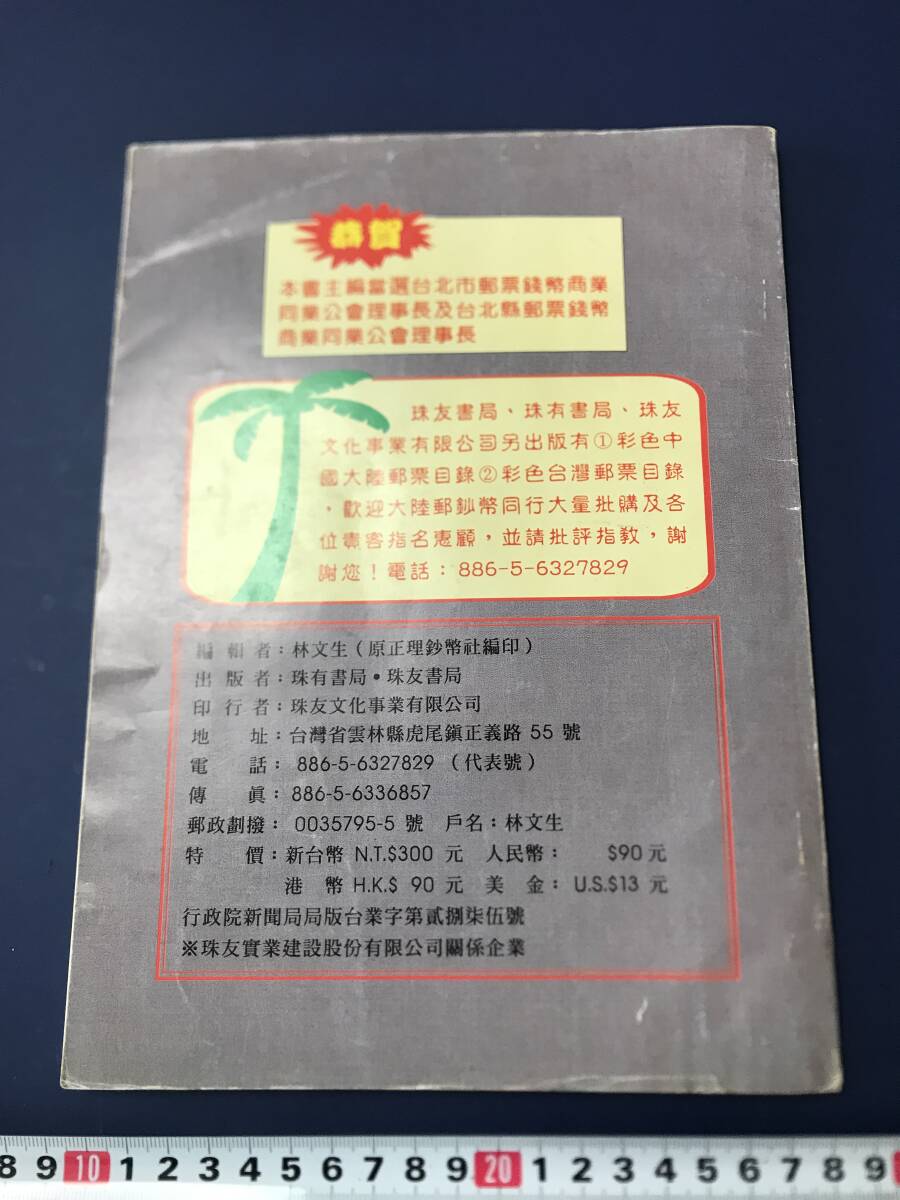 恭賀
本書主編當選台北市郵票錢幣商業
同業公會理事長及台北縣郵票錢幣
商業同業公會理事長
珠友書局、珠有書局、珠友
文化事業有限公司另出版有①彩色中
國大陸郵票目錄②彩色台灣郵票目錄
，歡迎大陸郵鈔幣同行大量批購及各
位貴客指名惠顧，並請批評指教，謝
謝您！電話：886-5-6327829
編輯者：林文生（原正理鈔幣社編印）
出版者：珠有書局•珠友書局
印行者：珠友文化事業有限公司
地　　址：台灣省雲林縣虎尾鎮正義路 55 號
電　　話： 886-5-6327829 （代表號）
傳　　眞：886-5-6336857
郵政劃撥： 0035795-5 號　戶名：林文生
特　　價：新台幣 N.T.$300 元　人民幣：　$90元
港　幣 H.K.$ 90 元　美　金：U.S.$13 元
行政院新聞局局版台業字第貳捌柒伍號
※珠友實業建設股份有限公司關係企業
8 9 10 1 2 3 4 5 6 7 8 9 20 1 2 3 4 5 6 7 8 9